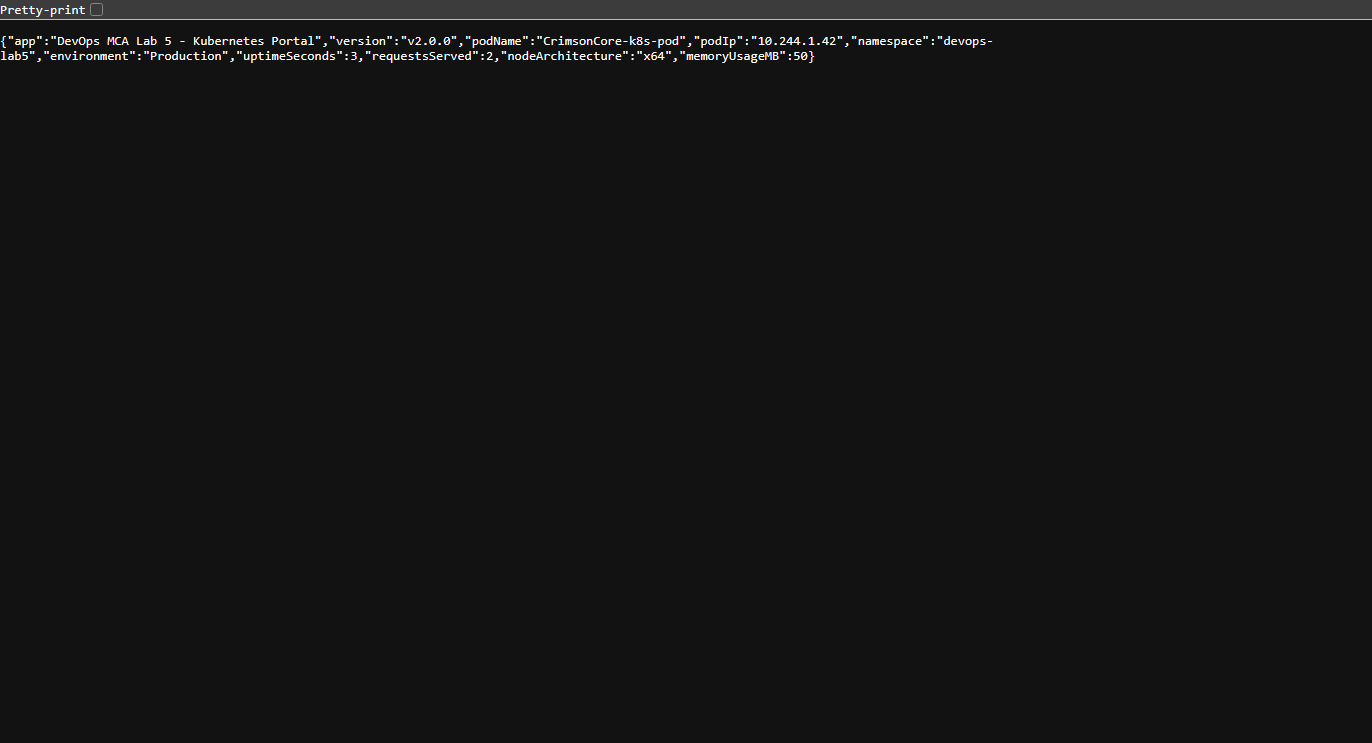 Pretty-print
{"app":"DevOps MCA Lab 5 - Kubernetes Portal","version":"v2.0.0","podName":"CrimsonCore-k8s-pod","podIp":"10.244.1.42","namespace":"devops-
lab5","environment":"Production","uptimeSeconds":3,"requestsServed":2,"nodeArchitecture":"x64","memoryUsageMB":50}